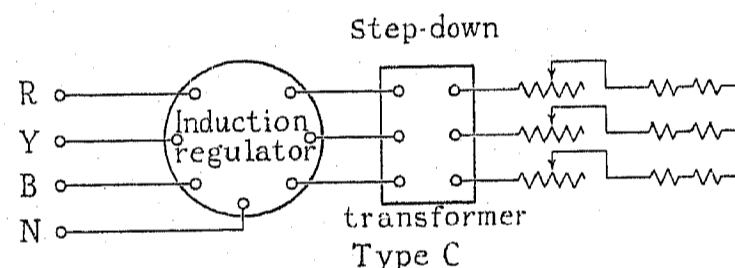 Step-down
R
Y
B
N
Induction
regulator
transformer
Type C